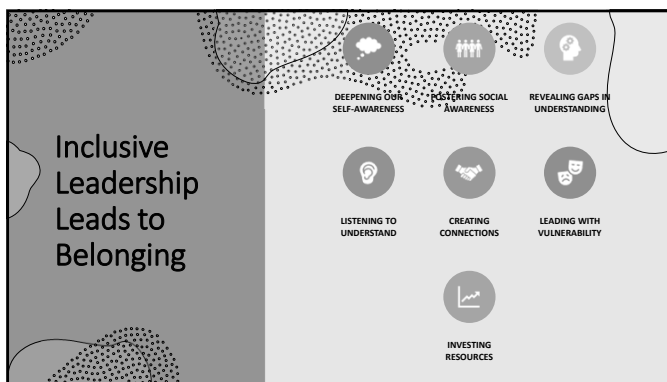 Inclusive
Leadership
Leads to
Belonging
DEEPENING OUR
SELF-AWARENESS
FOSTERING SOCIAL
AWARENESS
REVEALING GAPS IN
UNDERSTANDING
LISTENING TO
UNDERSTAND
CREATING
CONNECTIONS
LEADING WITH
VULNERABILITY
INVESTING
RESOURCES